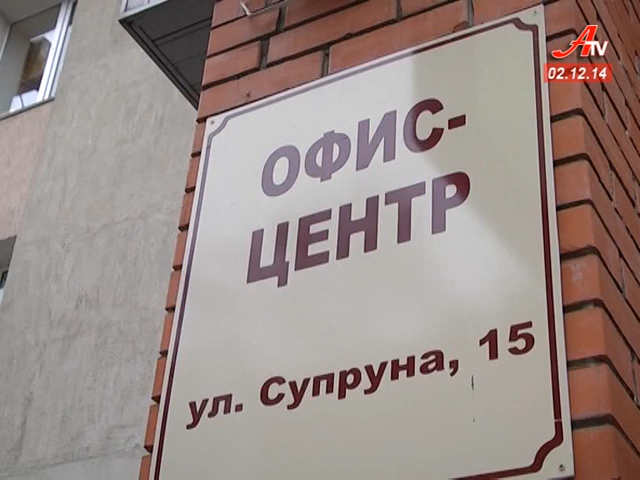 ATV
02.12.14
ОФИС-
ЦЕНТР
ул. Супруна, 15